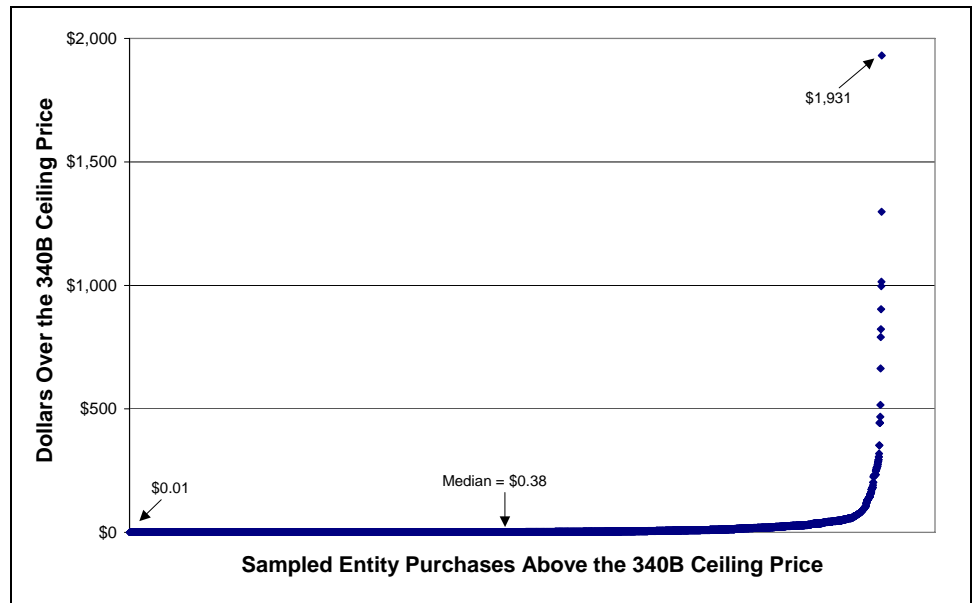 $2,000
$1,931
$1,500
$1,000
$500
$0.01
Median = $0.38
$0
Dollars Over the 340B Ceiling Price
Sampled Entity Purchases Above the 340B Ceiling Price